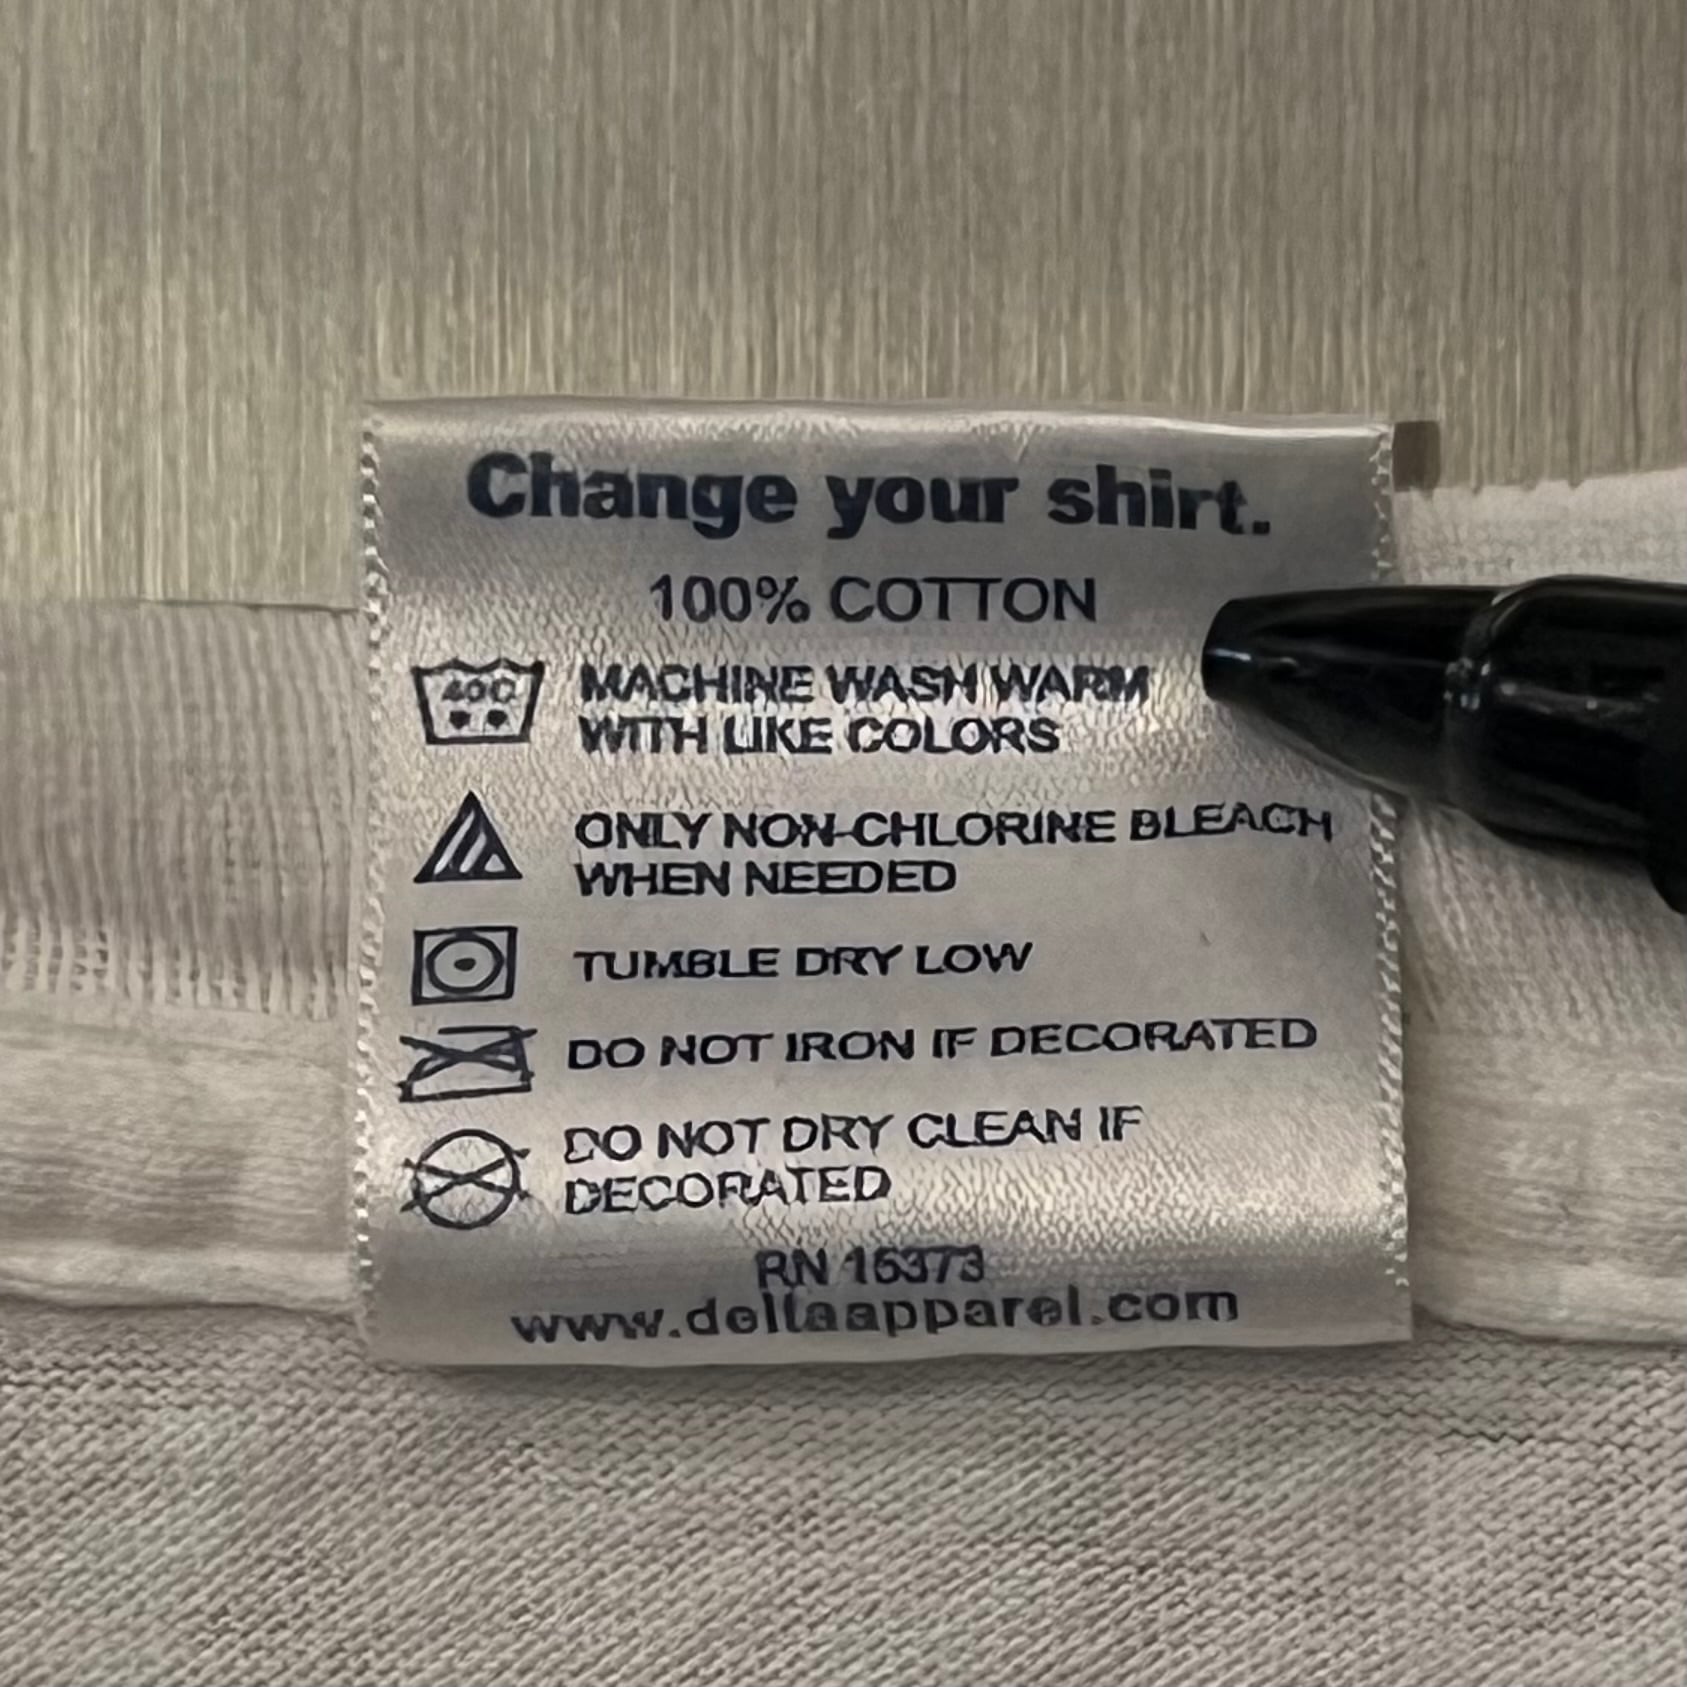 Change your shirt.
100% COTTON
40C
MACHINE WASH WARM
WITH LIKE COLORS
ONLY NON-CHLORINE BLEACH
WHEN NEEDED
TUMBLE DRY LOW
DO NOT IRON IF DECORATED
DO NOT DRY CLEAN IF
DECORATED
RN 15373
www.deltaapparel.com